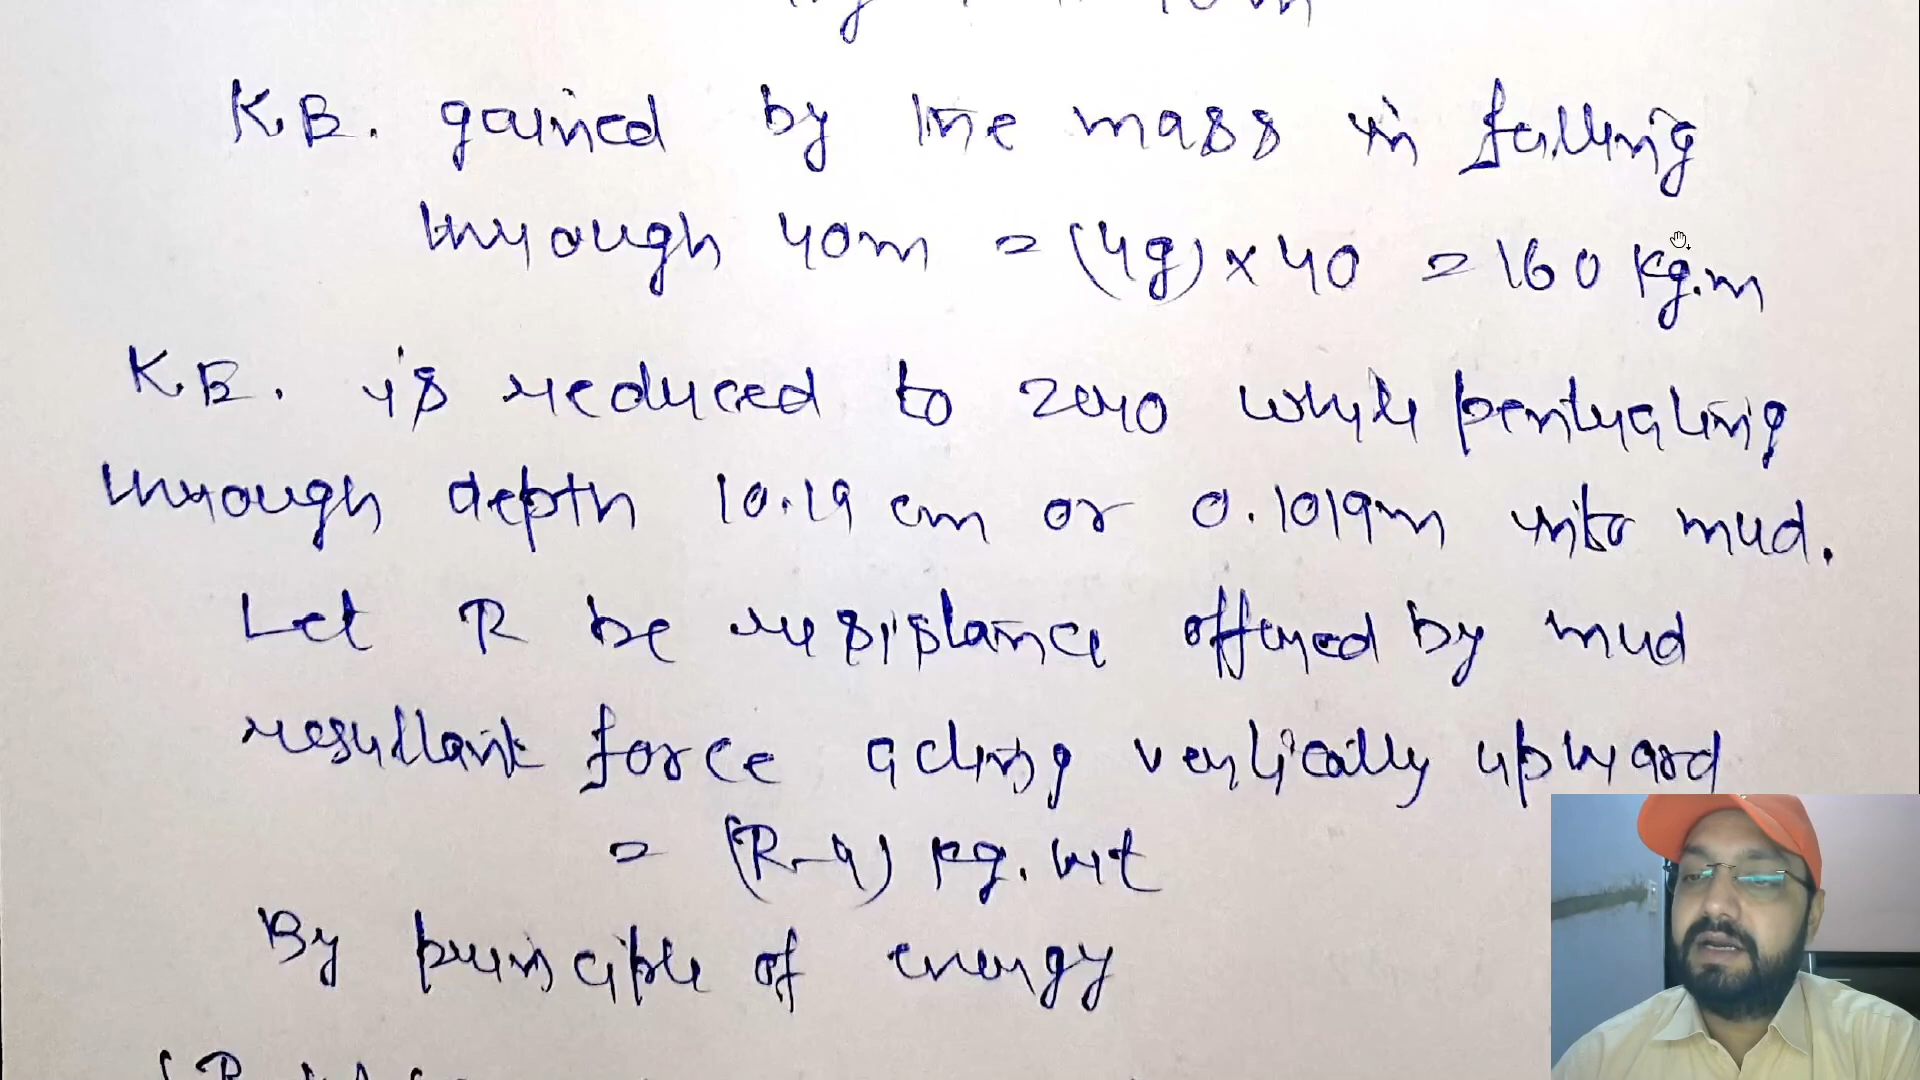 K.E. gained by the mass in falling
through 40m = (4g) × 40 = 160 Kg.m
K.E. is reduced to zero while pentrating
through depth 10.19 cm or 0.1019m into mud.
Let R be resistance offered by mud
resultant force acting vertically upward
= (R-4) kg. wt
By principle of energy